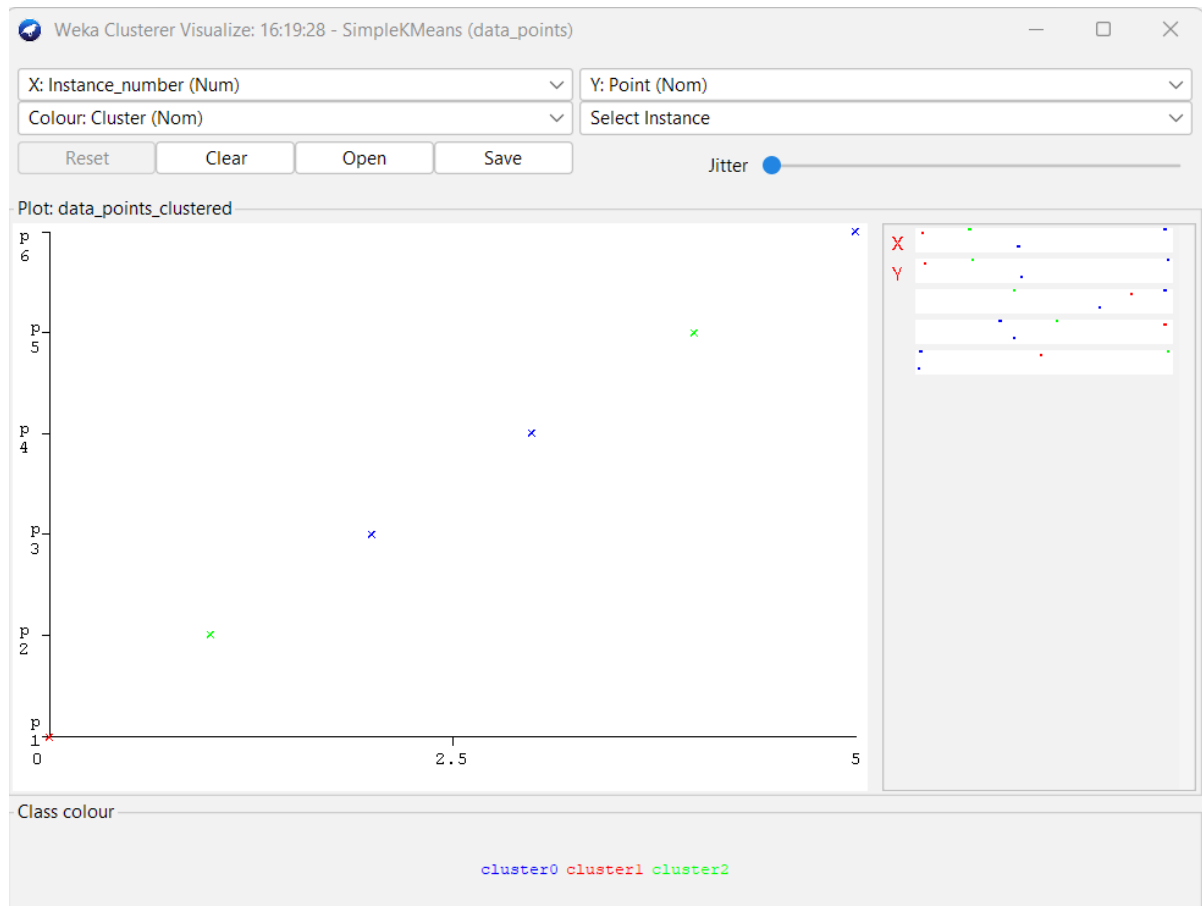 Weka Clusterer Visualize: 16:19:28 - SimpleKMeans (data_points)
X: Instance_number (Num)
Y: Point (Nom)
Colour: Cluster (Nom)
Select Instance
Reset
Clear
Open
Save
Jitter
Plot: data_points_clustered
p
6
p
5
p
4
p
3
p
2
p
1
0
2.5
5
X
Y
Class colour
cluster0 cluster1 cluster2